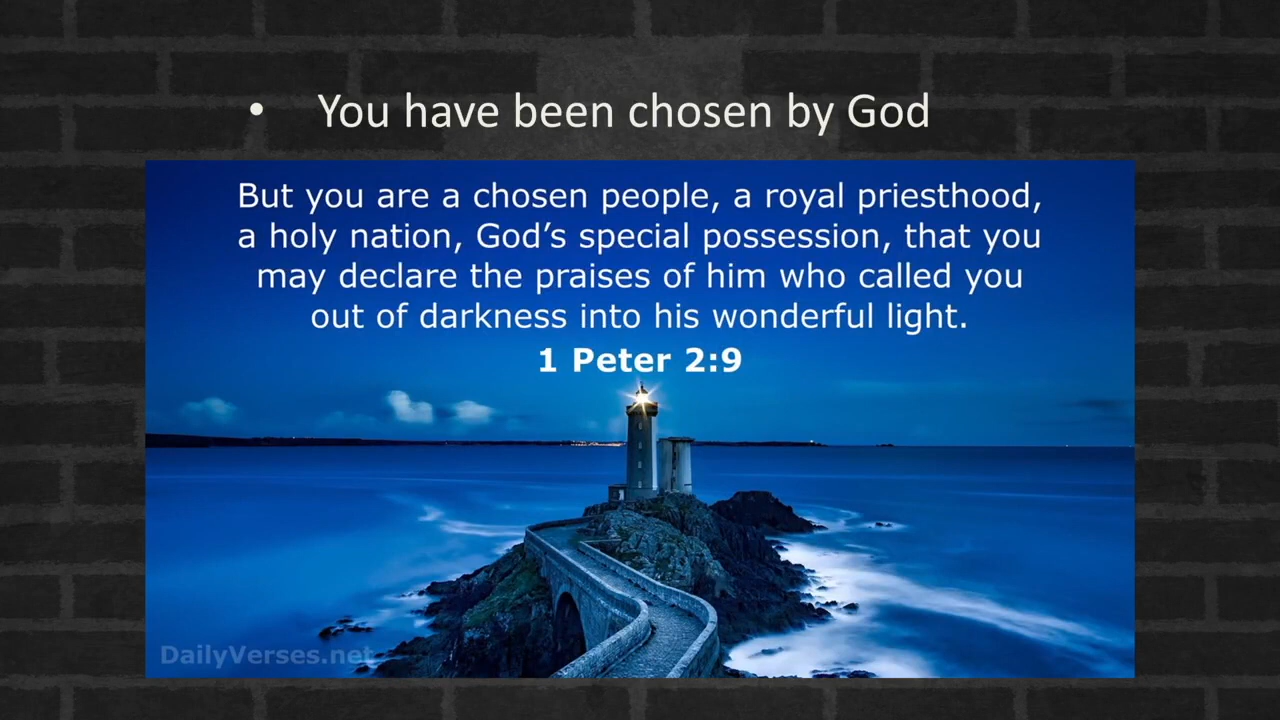 • You have been chosen by God
But you are a chosen people, a royal priesthood,
a holy nation, God’s special possession, that you
may declare the praises of him who called you
out of darkness into his wonderful light.
1 Peter 2:9
DailyVerses.net